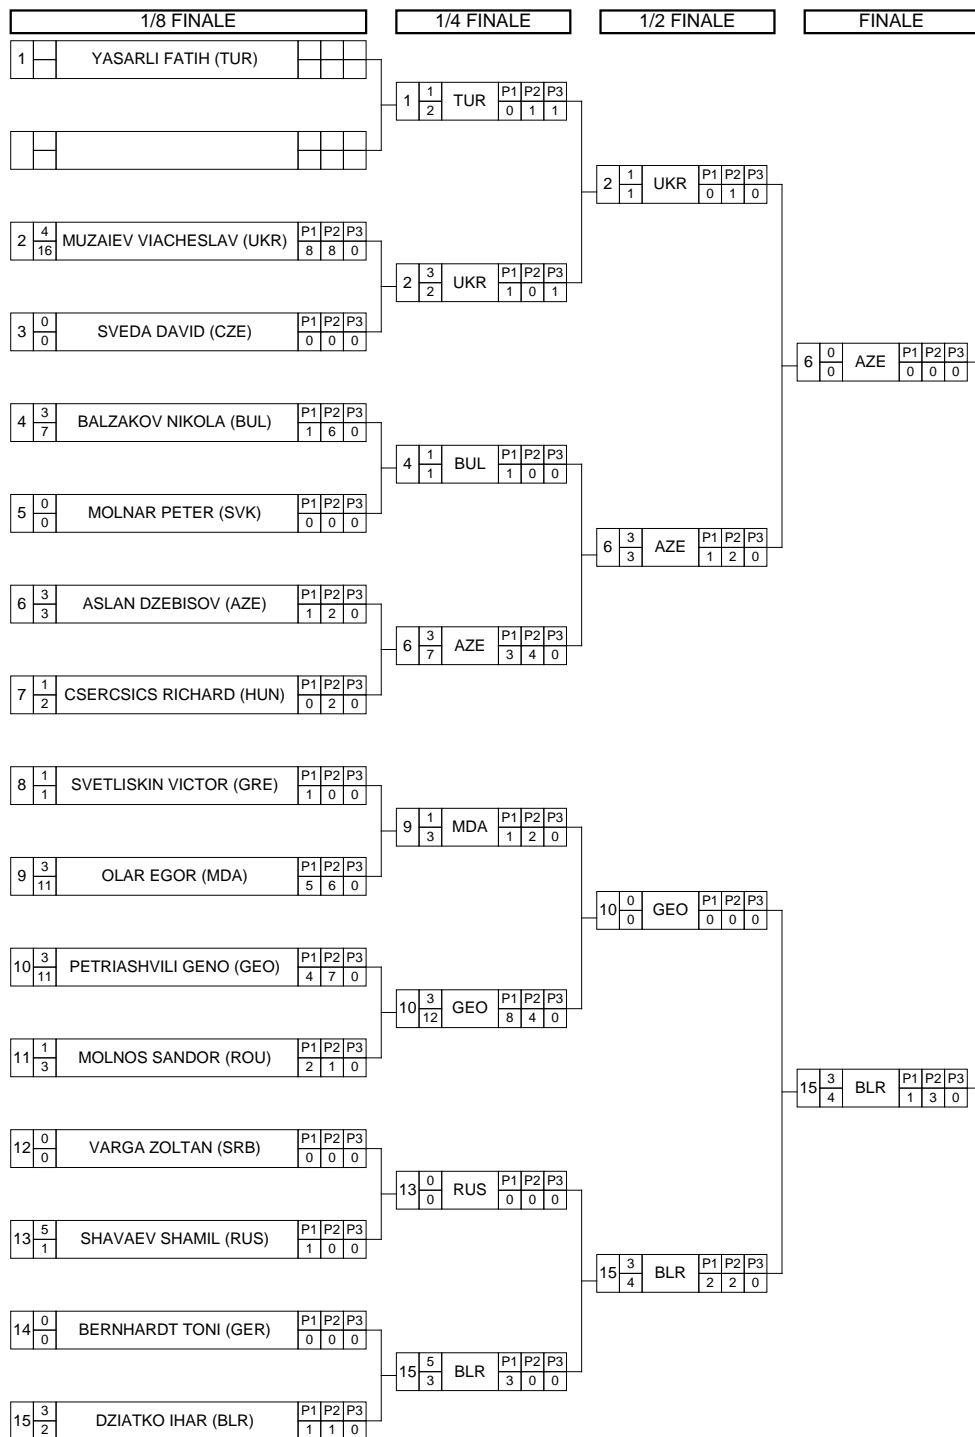 1/8 FINALE 1/4 FINALE 1/2 FINALE FINALE
1 YASARLI FATIH (TUR)
1 1 2 TUR P1 P2 P3 0 1 1
2 1 1 UKR P1 P2 P3 0 1 0
2 4 16 MUZAIEV VIACHESLAV (UKR) P1 P2 P3 8 8 0
2 3 2 UKR P1 P2 P3 1 0 1
3 0 0 SVEDA DAVID (CZE) P1 P2 P3 0 0 0
6 0 0 AZE P1 P2 P3 0 0 0
4 3 7 BALZAKOV NIKOLA (BUL) P1 P2 P3 1 6 0
4 1 1 BUL P1 P2 P3 1 0 0
5 0 0 MOLNAR PETER (SVK) P1 P2 P3 0 0 0
6 3 3 AZE P1 P2 P3 1 2 0
6 3 3 ASLAN DZEBISOV (AZE) P1 P2 P3 1 2 0
6 3 7 AZE P1 P2 P3 3 4 0
7 1 2 CSERCSICS RICHARD (HUN) P1 P2 P3 0 2 0
8 1 1 SVETLISKIN VICTOR (GRE) P1 P2 P3 1 0 0
9 1 3 MDA P1 P2 P3 1 2 0
9 3 11 OLAR EGOR (MDA) P1 P2 P3 5 6 0
10 0 0 GEO P1 P2 P3 0 0 0
10 3 11 PETRIASHVILI GENO (GEO) P1 P2 P3 4 7 0
10 3 12 GEO P1 P2 P3 8 4 0
11 1 3 MOLNOS SANDOR (ROU) P1 P2 P3 2 1 0
15 3 4 BLR P1 P2 P3 1 3 0
12 0 0 VARGA ZOLTAN (SRB) P1 P2 P3 0 0 0
13 0 0 RUS P1 P2 P3 0 0 0
13 5 1 SHAVAEV SHAMIL (RUS) P1 P2 P3 1 0 0
15 3 4 BLR P1 P2 P3 2 2 0
14 0 0 BERNHARDT TONI (GER) P1 P2 P3 0 0 0
15 5 3 BLR P1 P2 P3 3 0 0
15 3 2 DZIATKO IHAR (BLR) P1 P2 P3 1 1 0